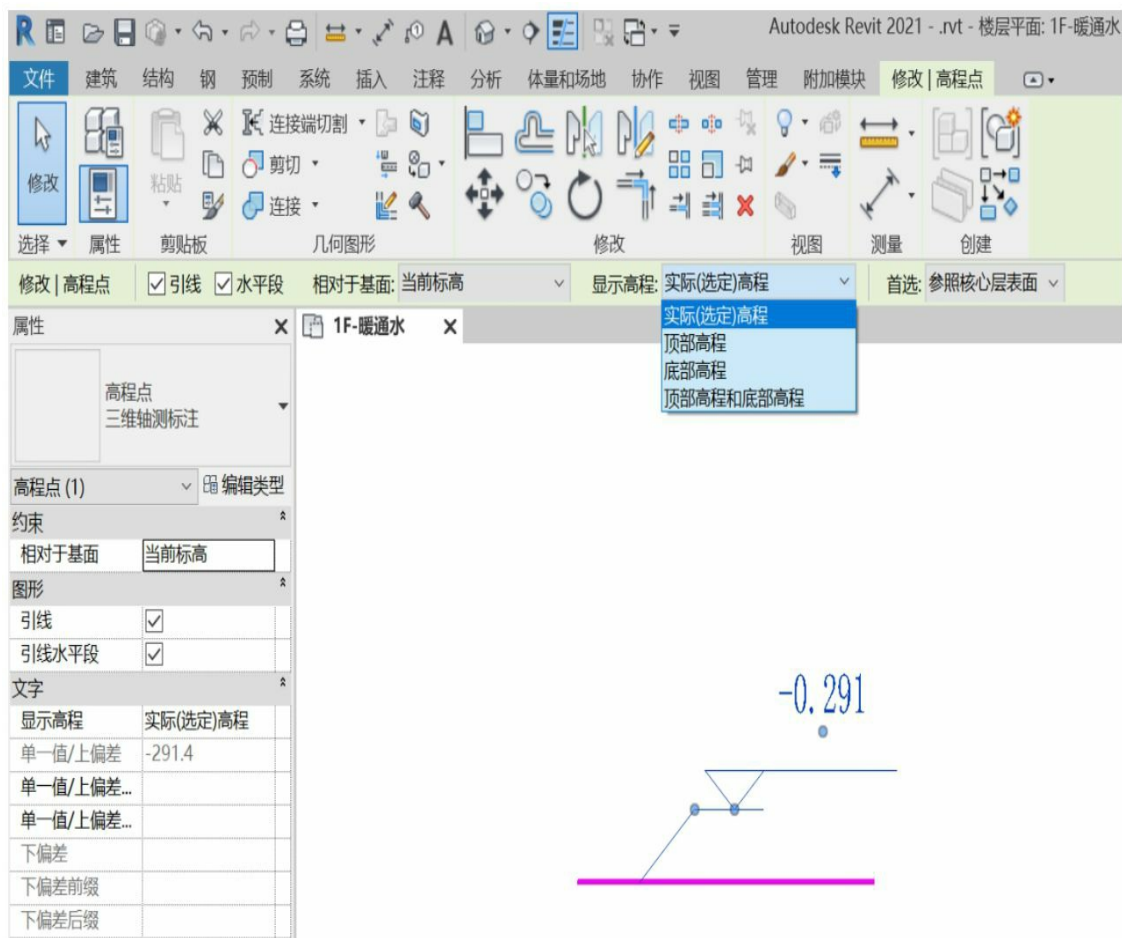 Autodesk Revit 2021 - .rvt - 楼层平面: 1F-暖通水
文件 建筑 结构 钢 预制 系统 插入 注释 分析 体量和场地 协作 视图 管理 附加模块 修改 | 高程点
连接端切割
修改 粘贴 剪切
连接
选择 属性 剪贴板 几何图形 修改 视图 测量 创建
修改 | 高程点 引线 水平段 相对于基面: 当前标高 显示高程: 实际(选定)高程 首选: 参照核心层表面
实际(选定)高程
顶部高程
底部高程
顶部高程和底部高程
属性 1F-暖通水
高程点
三维轴测标注
高程点 (1) 编辑类型
约束
相对于基面 当前标高
图形
引线
引线水平段
文字
显示高程 实际(选定)高程
单一值/上偏差 -291.4
单一值/上偏差...
单一值/上偏差...
下偏差
下偏差前缀
下偏差后缀
-0.291